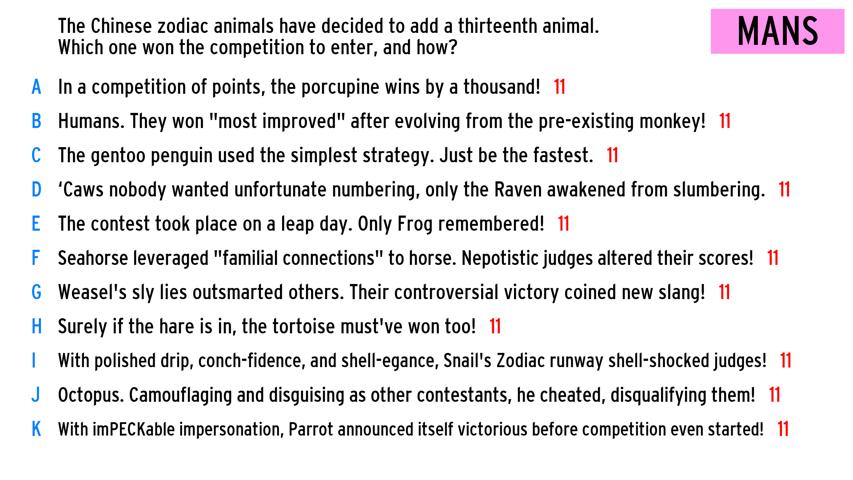 The Chinese zodiac animals have decided to add a thirteenth animal.
Which one won the competition to enter, and how?
MANS
A In a competition of points, the porcupine wins by a thousand! 11
B Humans. They won "most improved" after evolving from the pre-existing monkey! 11
C The gentoo penguin used the simplest strategy. Just be the fastest. 11
D ‘Caws nobody wanted unfortunate numbering, only the Raven awakened from slumbering. 11
E The contest took place on a leap day. Only Frog remembered! 11
F Seahorse leveraged "familial connections" to horse. Nepotistic judges altered their scores! 11
G Weasel's sly lies outsmarted others. Their controversial victory coined new slang! 11
H Surely if the hare is in, the tortoise must've won too! 11
I With polished drip, conch-fidence, and shell-egance, Snail's Zodiac runway shell-shocked judges! 11
J Octopus. Camouflaging and disguising as other contestants, he cheated, disqualifying them! 11
K With imPECKable impersonation, Parrot announced itself victorious before competition even started! 11